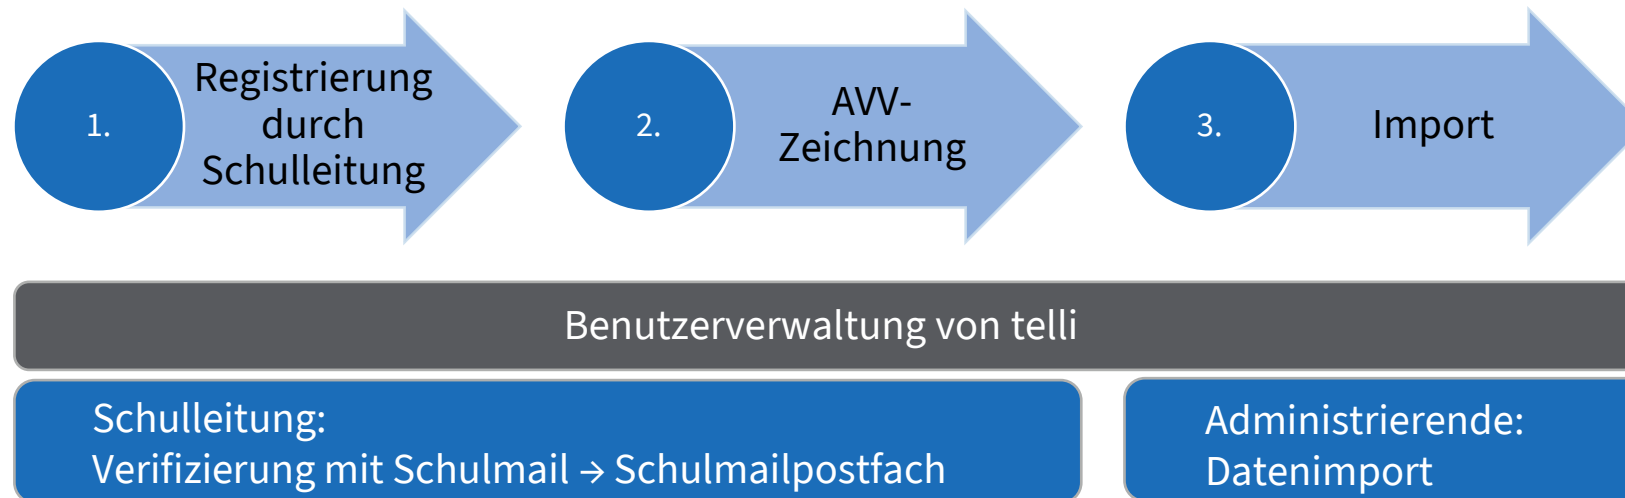 1.
Registrierung
durch
Schulleitung
2.
AVV-
Zeichnung
3.
Import
Benutzerverwaltung von telli
Schulleitung:
Verifizierung mit Schulmail → Schulmailpostfach
Administrierende:
Datenimport